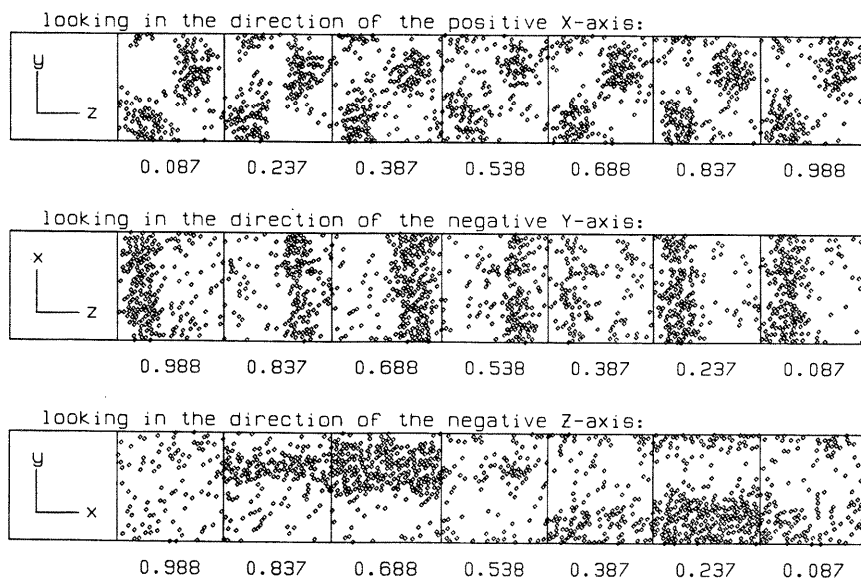 looking in the direction of the positive X-axis:
y
z
0.087 0.237 0.387 0.538 0.688 0.837 0.988
looking in the direction of the negative Y-axis:
x
z
0.988 0.837 0.688 0.538 0.387 0.237 0.087
looking in the direction of the negative Z-axis:
y
x
0.988 0.837 0.688 0.538 0.387 0.237 0.087